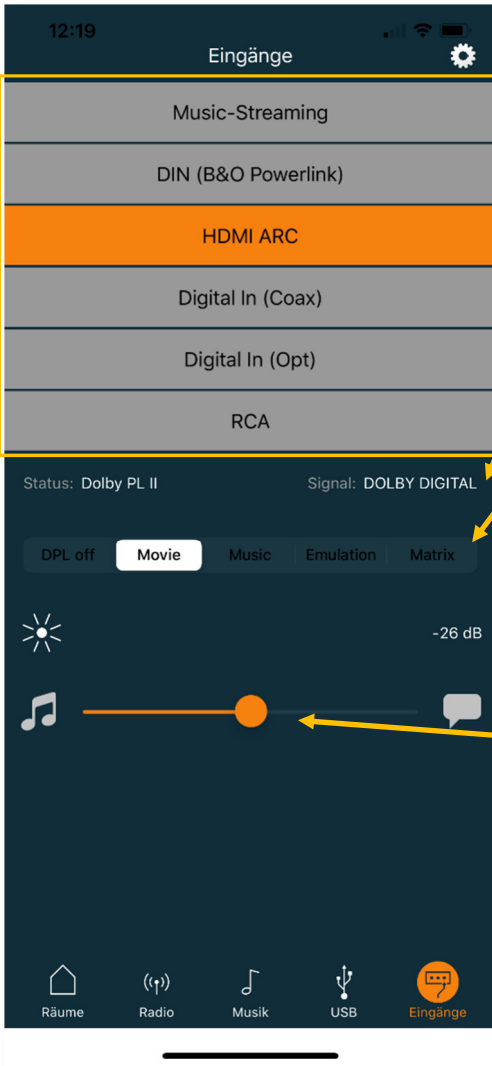 12:19
Eingänge
Music-Streaming
DIN (B&O Powerlink)
HDMI ARC
Digital In (Coax)
Digital In (Opt)
RCA
Status: Dolby PL II Signal: DOLBY DIGITAL
DPL off Movie Music Emulation Matrix
-26 dB
Räume Radio Musik USB Eingänge